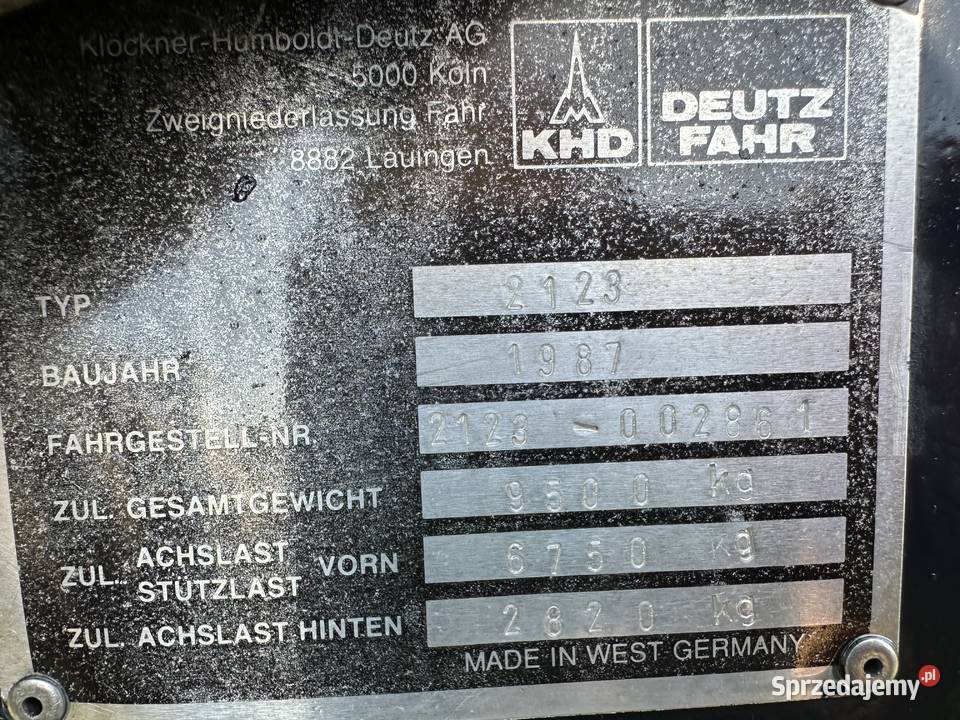 Klöckner-Humboldt-Deutz AG
5000 Köln
Zweigniederlassung Fahr
8882 Lauingen
KHD
DEUTZ
FAHR
TYP 2123
BAUJAHR 1987
FAHRGESTELL-NR 2123 - 002861
ZUL. GESAMTGEWICHT 9500 kg
ZUL. ACHSLAST STÜTZLAST VORN 6750 kg
ZUL. ACHSLAST HINTEN 2820 kg
MADE IN WEST GERMANY
Sprzedajemy.pl